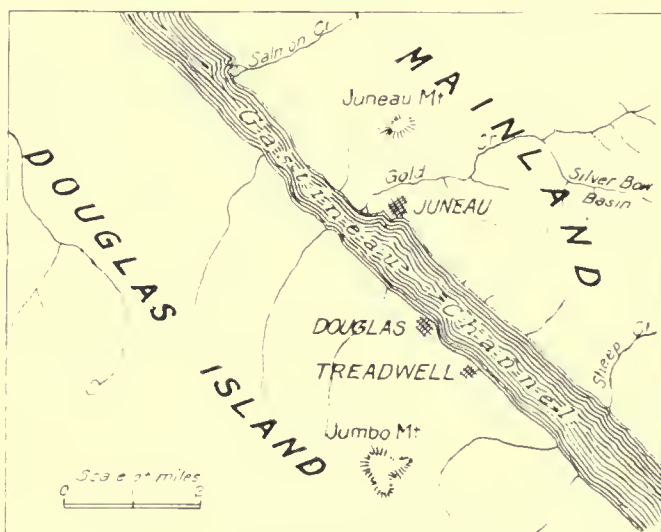 Salmon Cr
MAINLAND
Juneau Mt
Gastineau Channel
DOUGLAS ISLAND
Gold Cr
Silver Bow
Basin
JUNEAU
DOUGLAS
TREADWELL
Sheep Cr
Jumbo Mt
Scale of miles
0 2